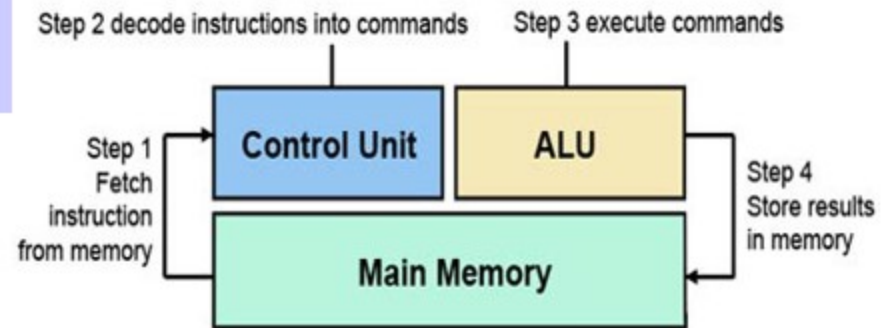 Step 2 decode instructions into commands
Step 3 execute commands
Control Unit
ALU
Step 1
Fetch
instruction
from memory
Step 4
Store results
in memory
Main Memory